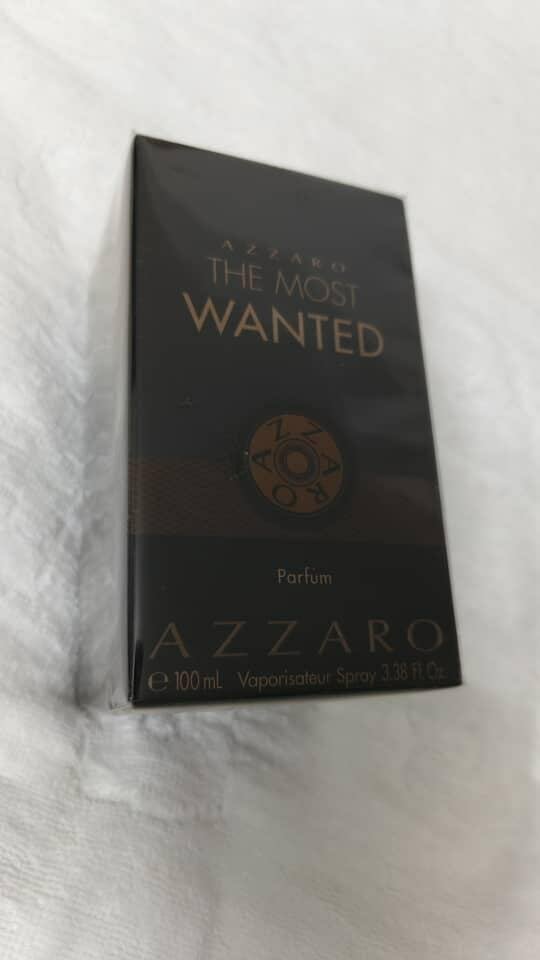 AZZARO
THE MOST
WANTED
AZZARO
Parfum
AZZARO
e 100 mL Vaporisateur Spray 3.38 Fl. Oz.